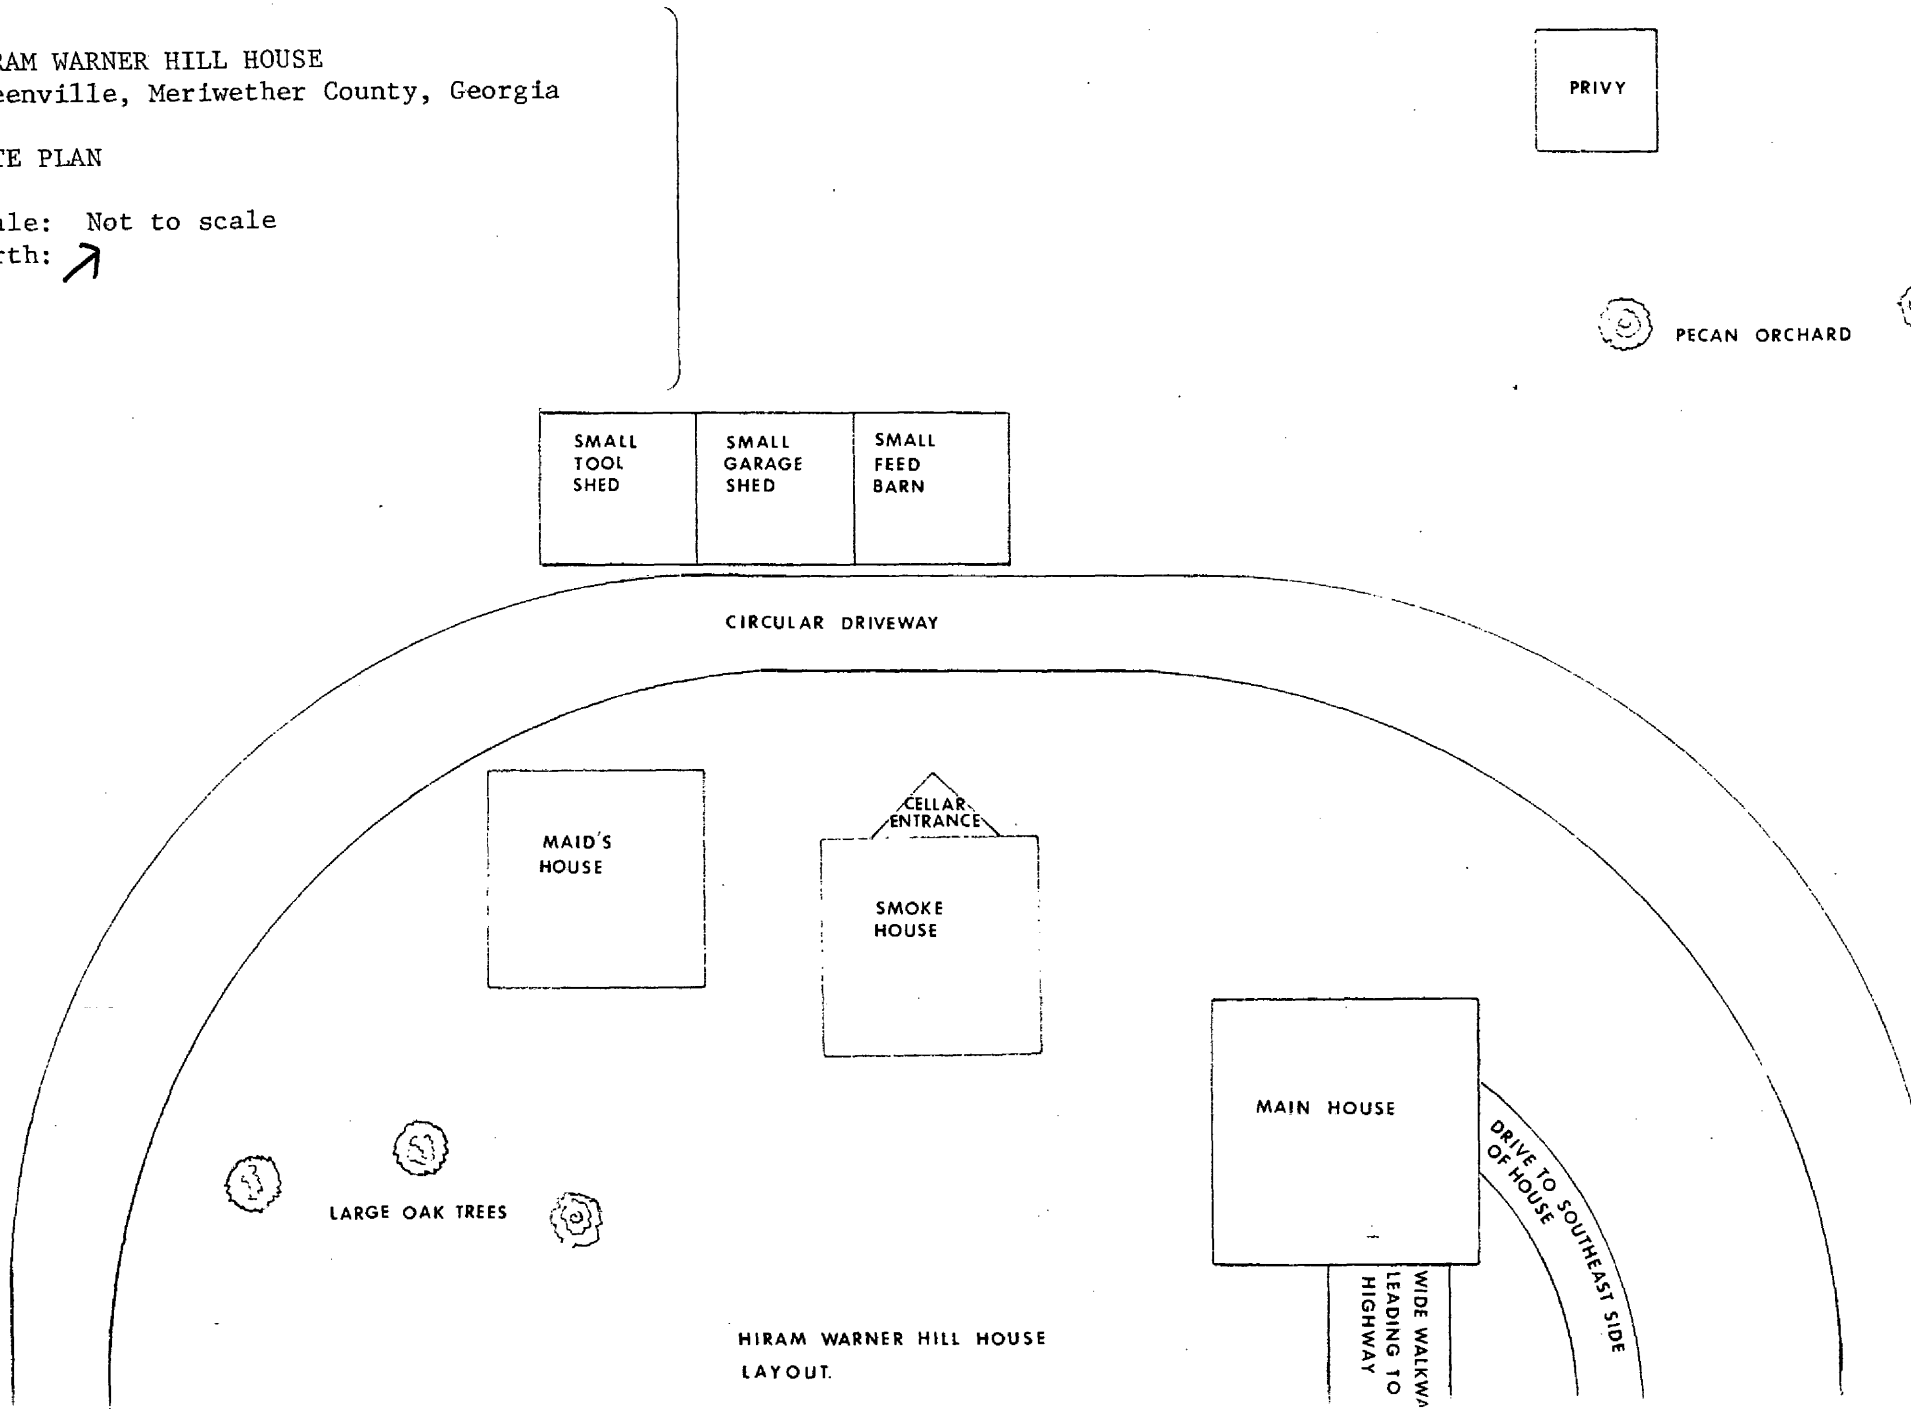 RAM WARNER HILL HOUSE
eenville, Meriwether County, Georgia
TE PLAN
ale: Not to scale
rth:
PRIVY
PECAN ORCHARD
SMALL
TOOL
SHED
SMALL
GARAGE
SHED
SMALL
FEED
BARN
CIRCULAR DRIVEWAY
CELLAR
ENTRANCE
MAID'S
HOUSE
SMOKE
HOUSE
MAIN HOUSE
DRIVE TO SOUTHEAST SIDE
OF HOUSE
LARGE OAK TREES
WIDE WALKWA
LEADING TO
HIGHWAY
HIRAM WARNER HILL HOUSE
LAYOUT.